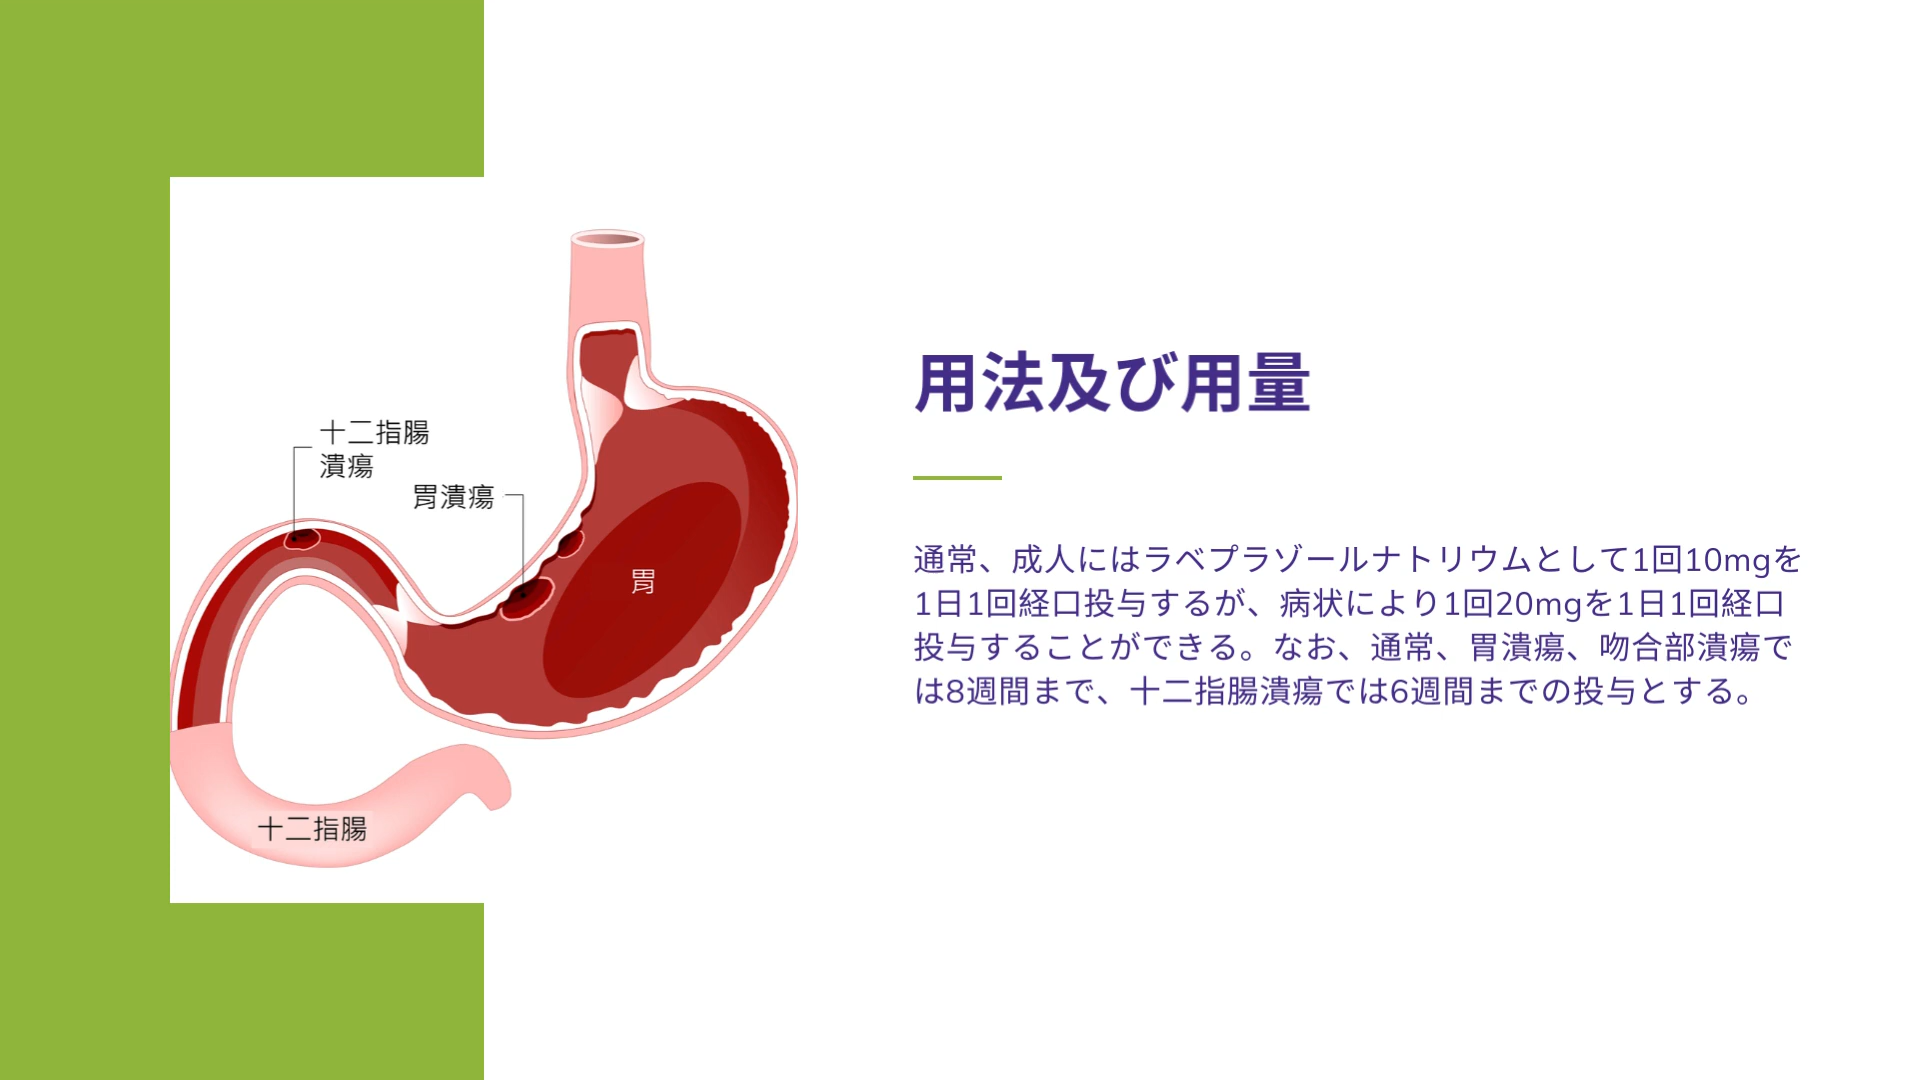 十二指腸
潰瘍
胃潰瘍
胃
十二指腸
用法及び用量
通常、成人にはラベプラゾールナトリウムとして1回10mgを
1日1回経口投与するが、病状により1回20mgを1日1回経口
投与することができる。なお、通常、胃潰瘍、吻合部潰瘍で
は8週間まで、十二指腸潰瘍では6週間までの投与とする。